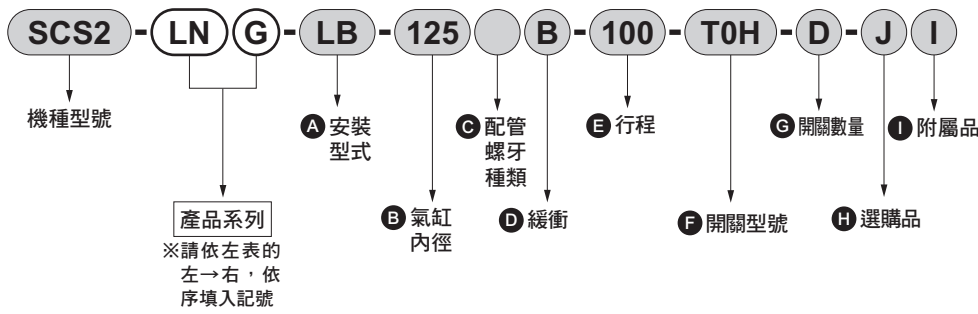 SCS2-LNG-LB-125 B-100-T0H-D-J I
機種型號
產品系列
※請依左表的
左→右，依
序填入記號
A 安裝
型式
B 氣缸
內徑
C 配管
螺牙
種類
D 緩衝
E 行程
F 開關型號
G 開關數量
H 選購品
I 附屬品